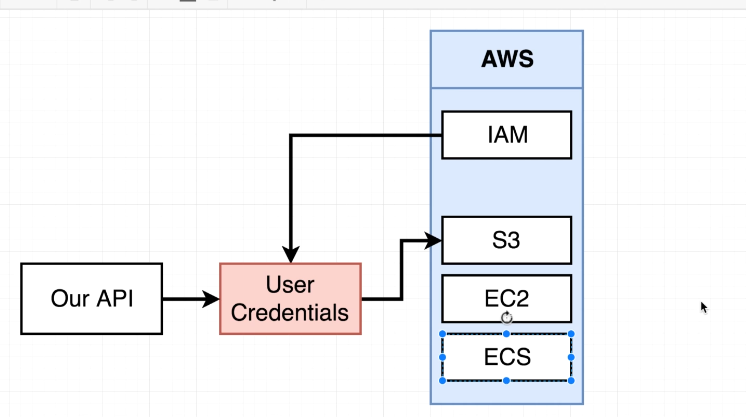 AWS
IAM
S3
Our API
User
Credentials
EC2
ECS